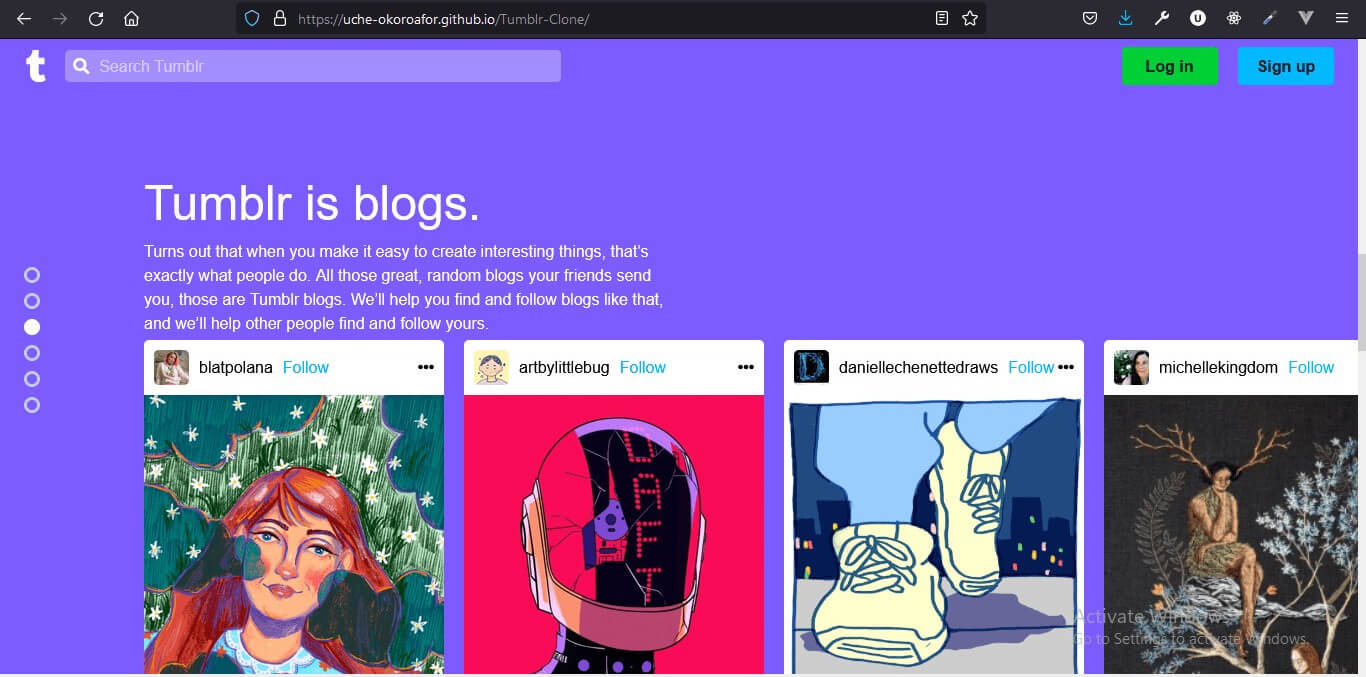 https://uche-okoroafor.github.io/Tumblr-Clone/
U
t
Search Tumblr
Log in
Sign up
Tumblr is blogs.
Turns out that when you make it easy to create interesting things, that's
exactly what people do. All those great, random blogs your friends send
you, those are Tumblr blogs. We'll help you find and follow blogs like that,
and we'll help other people find and follow yours.
blatpolana Follow •••
artbylittlebug Follow •••
daniellechenettedraws Follow •••
michellekingdom Follow
D
Activate Windows
Go to Settings to activate Windows.